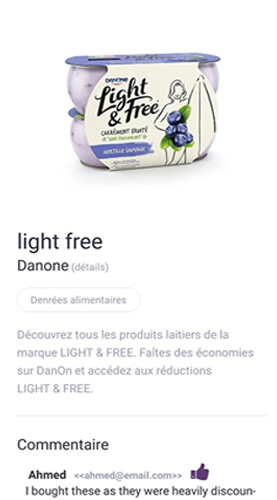 DANONE
Light
& Free
CARRÉMENT FRUITÉ
MYRTILLE SAUVAGE
light free
Danone (détails)
Denrées alimentaires
Découvrez tous les produits laitiers de la
marque LIGHT & FREE. Faîtes des économies
sur DanOn et accédez aux réductions
LIGHT & FREE.
Commentaire
Ahmed <<ahmed@email.com>>
I bought these as they were heavily discoun-